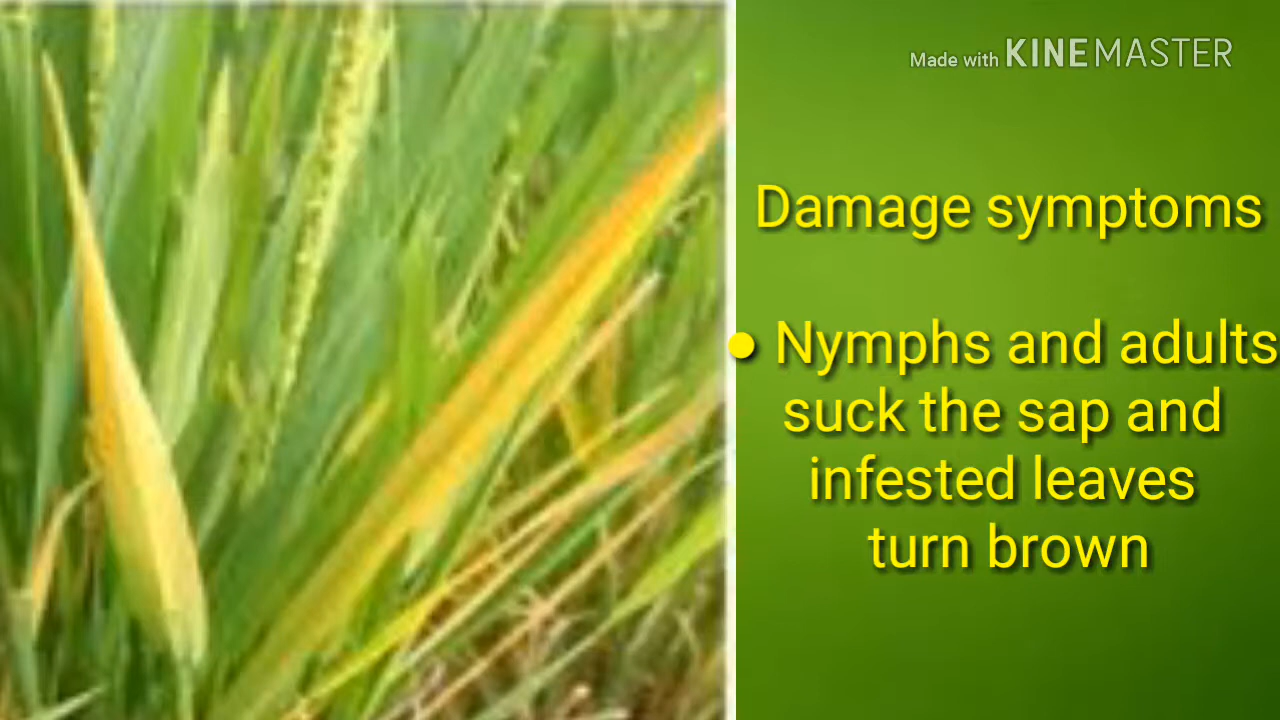 Made with KINEMASTER
Damage symptoms
● Nymphs and adults
suck the sap and
infested leaves
turn brown